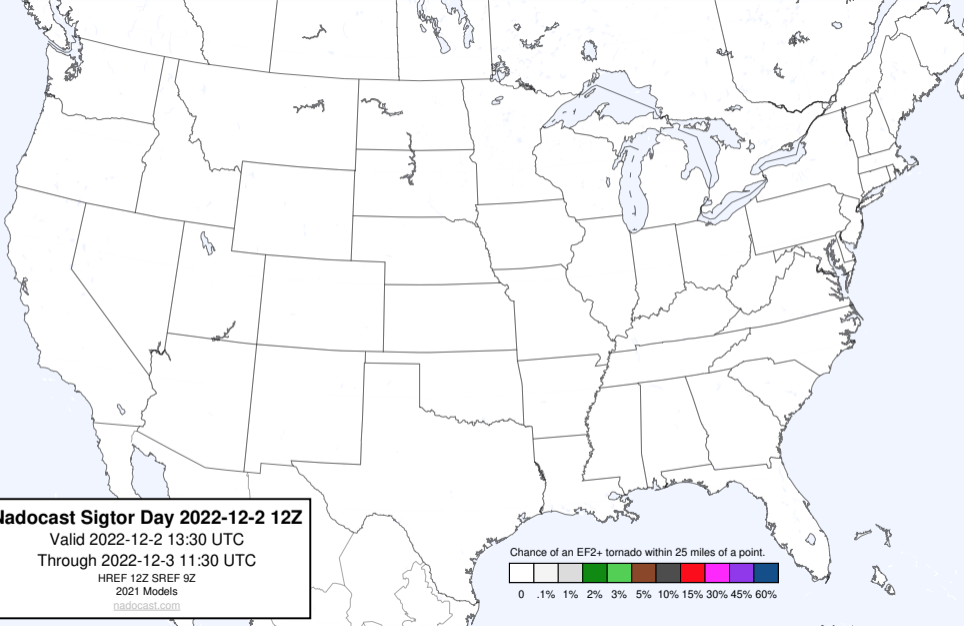 Nadocast Sigtor Day 2022-12-2 12Z
Valid 2022-12-2 13:30 UTC
Through 2022-12-3 11:30 UTC
HREF 12Z SREF 9Z
2021 Models
nadocast.com
Chance of an EF2+ tornado within 25 miles of a point.
0 .1% 1% 2% 3% 5% 10% 15% 30% 45% 60%